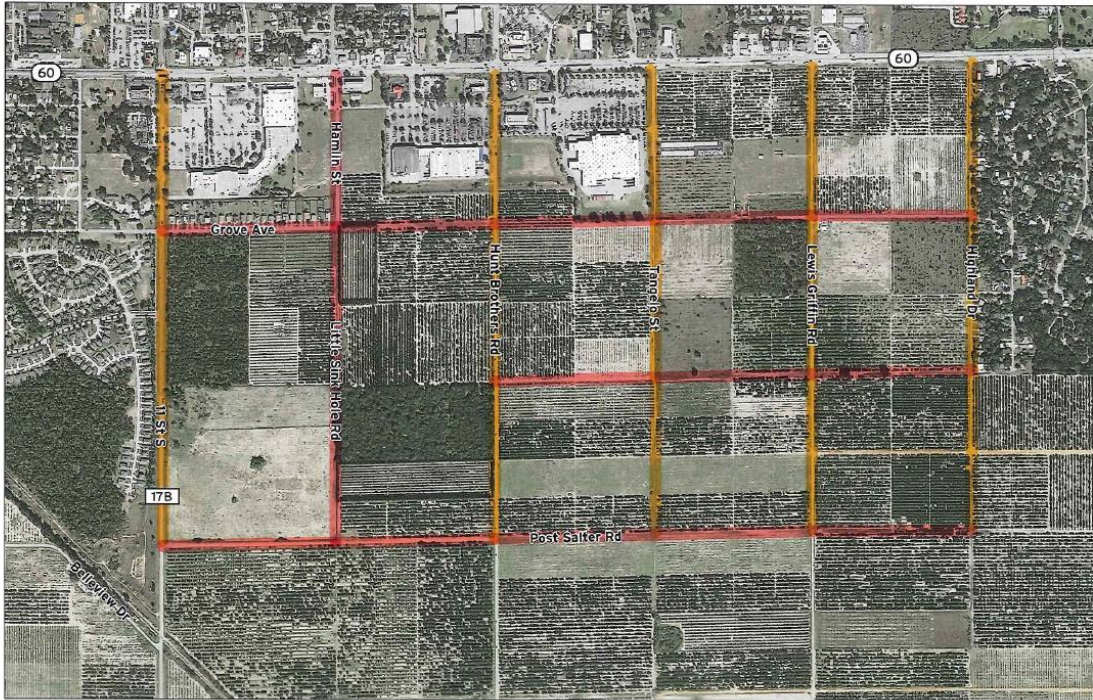 60
60
Hamlin St
Grove Ave
Hunt Brothers Rd
Tangelo St
Lewis Griffin Rd
Highland Dr
Little Sink Hole Rd
11 St S
17B
Post Salter Rd
Belleview Dr